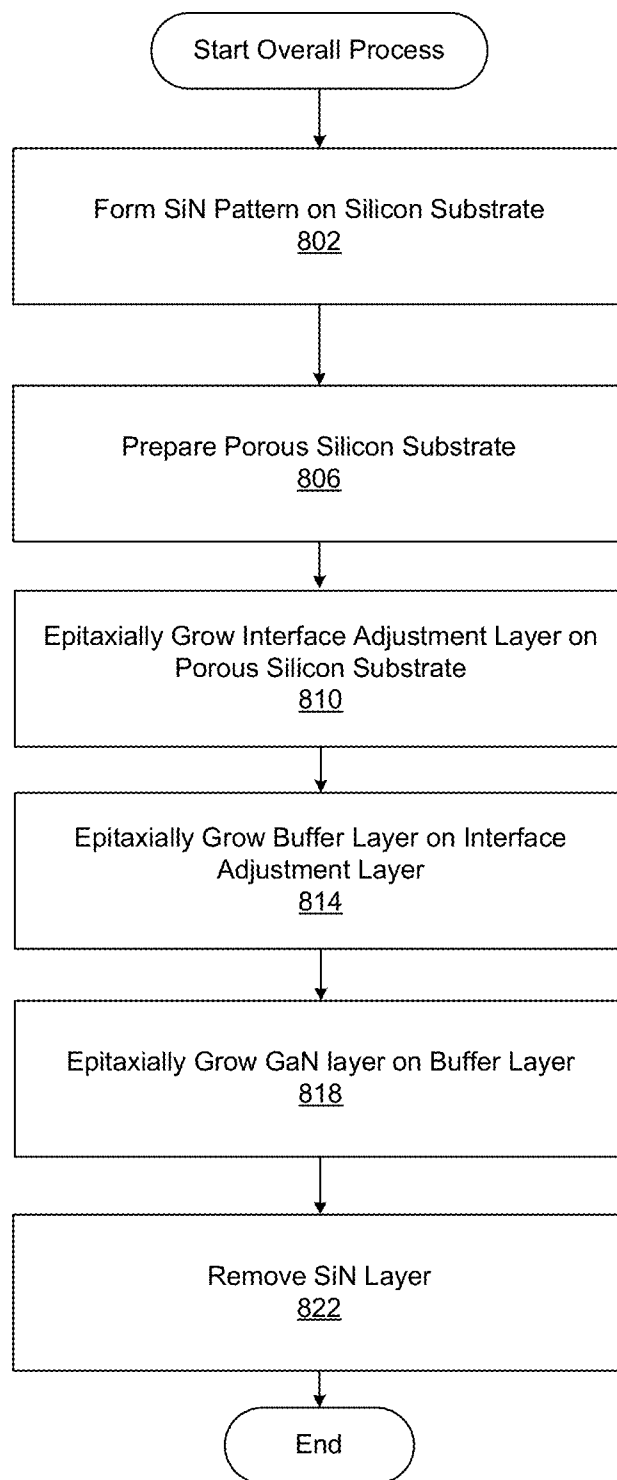 Start Overall Process
Form SiN Pattern on Silicon Substrate
802
Prepare Porous Silicon Substrate
806
Epitaxially Grow Interface Adjustment Layer on
Porous Silicon Substrate
810
Epitaxially Grow Buffer Layer on Interface
Adjustment Layer
814
Epitaxially Grow GaN layer on Buffer Layer
818
Remove SiN Layer
822
End